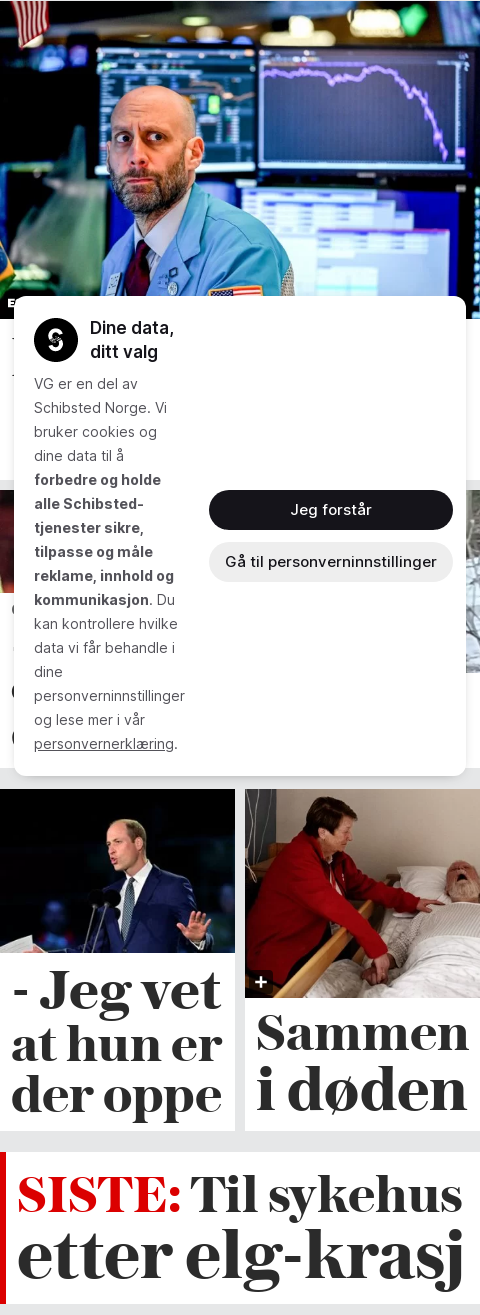 Dine data,
ditt valg
VG er en del av
Schibsted Norge. Vi
bruker cookies og
dine data til å
forbedre og holde
alle Schibsted-
tjenester sikre,
tilpasse og måle
reklame, innhold og
kommunikasjon. Du
kan kontrollere hvilke
data vi får behandle i
dine
personverninnstillinger
og lese mer i vår
personvernerklæring.
Jeg forstår
Gå til personverninnstillinger
- Jeg vet
at hun er
der oppe
Sammen
i døden
SISTE: Til sykehus
etter elg-krasj